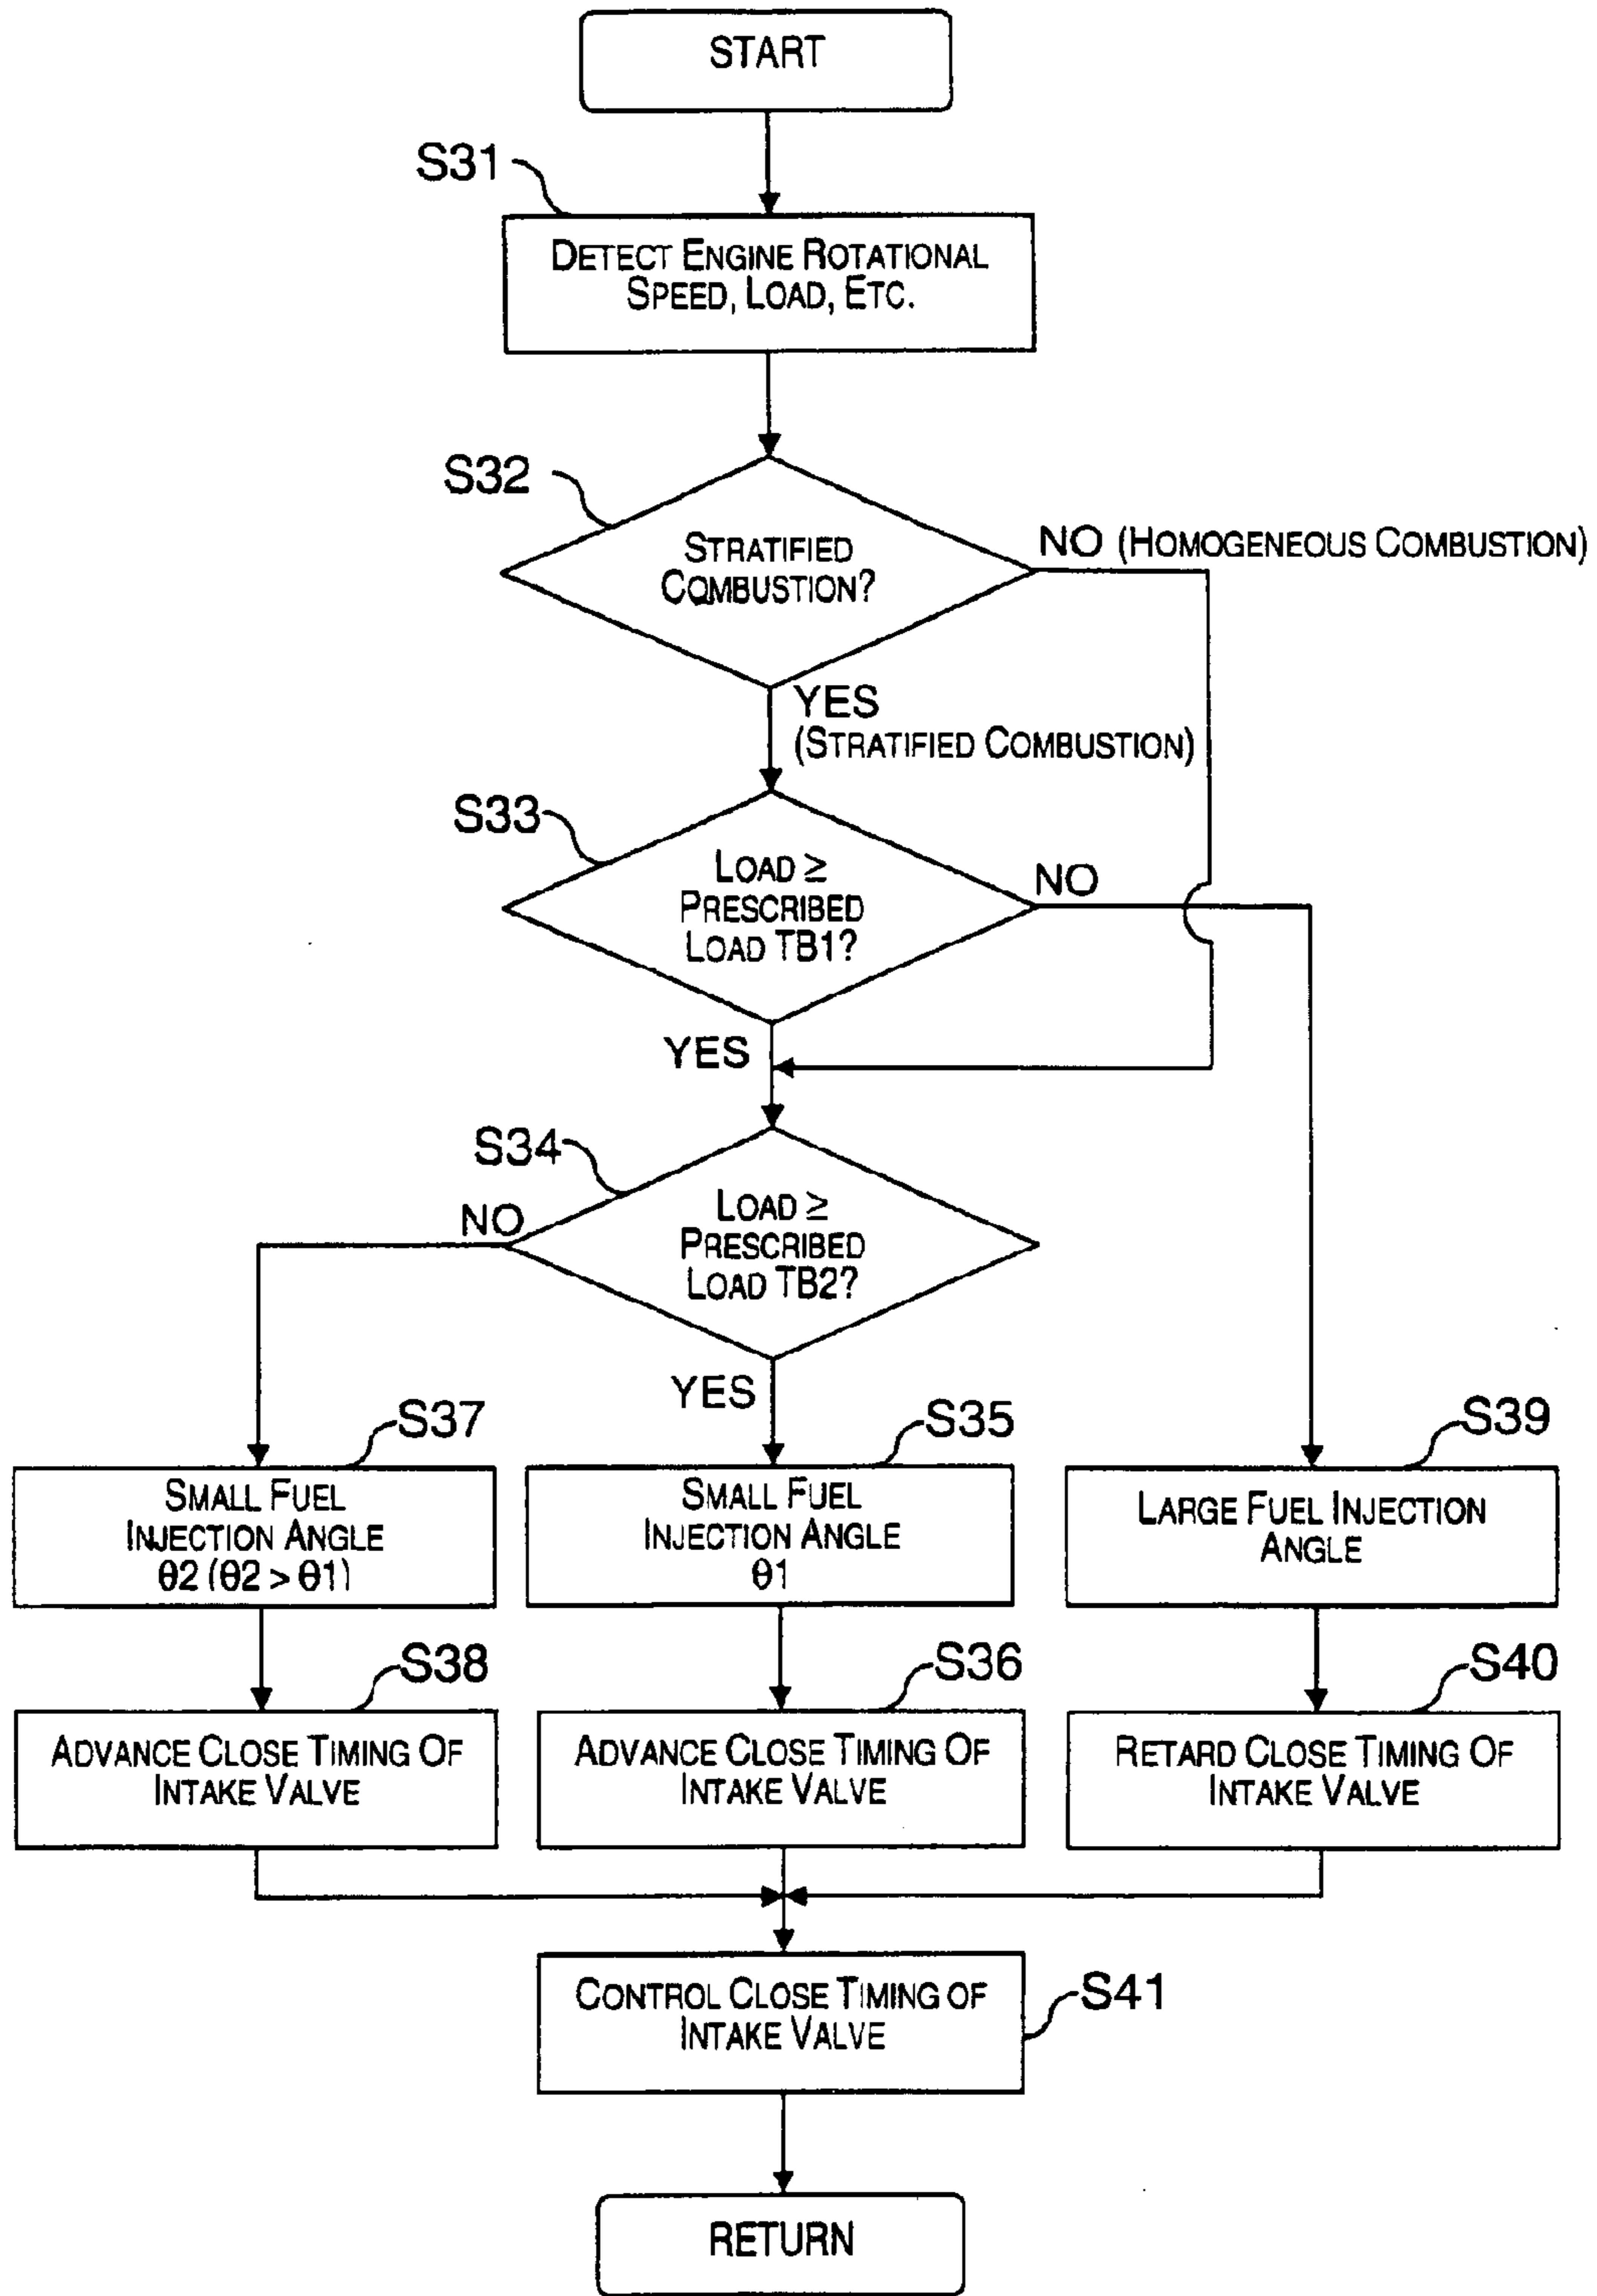 START
S31
DETECT ENGINE ROTATIONAL
SPEED, LOAD, ETC.
S32
STRATIFIED
COMBUSTION?
NO (HOMOGENEOUS COMBUSTION)
YES
(STRATIFIED COMBUSTION)
S33
LOAD ≥
PRESCRIBED
LOAD TB1?
NO
YES
S34
LOAD ≥
PRESCRIBED
LOAD TB2?
NO
YES
S37
SMALL FUEL
INJECTION ANGLE
θ2 (θ2 > θ1)
S35
SMALL FUEL
INJECTION ANGLE
θ1
S39
LARGE FUEL INJECTION
ANGLE
S38
ADVANCE CLOSE TIMING OF
INTAKE VALVE
S36
ADVANCE CLOSE TIMING OF
INTAKE VALVE
S40
RETARD CLOSE TIMING OF
INTAKE VALVE
CONTROL CLOSE TIMING OF
INTAKE VALVE
S41
RETURN